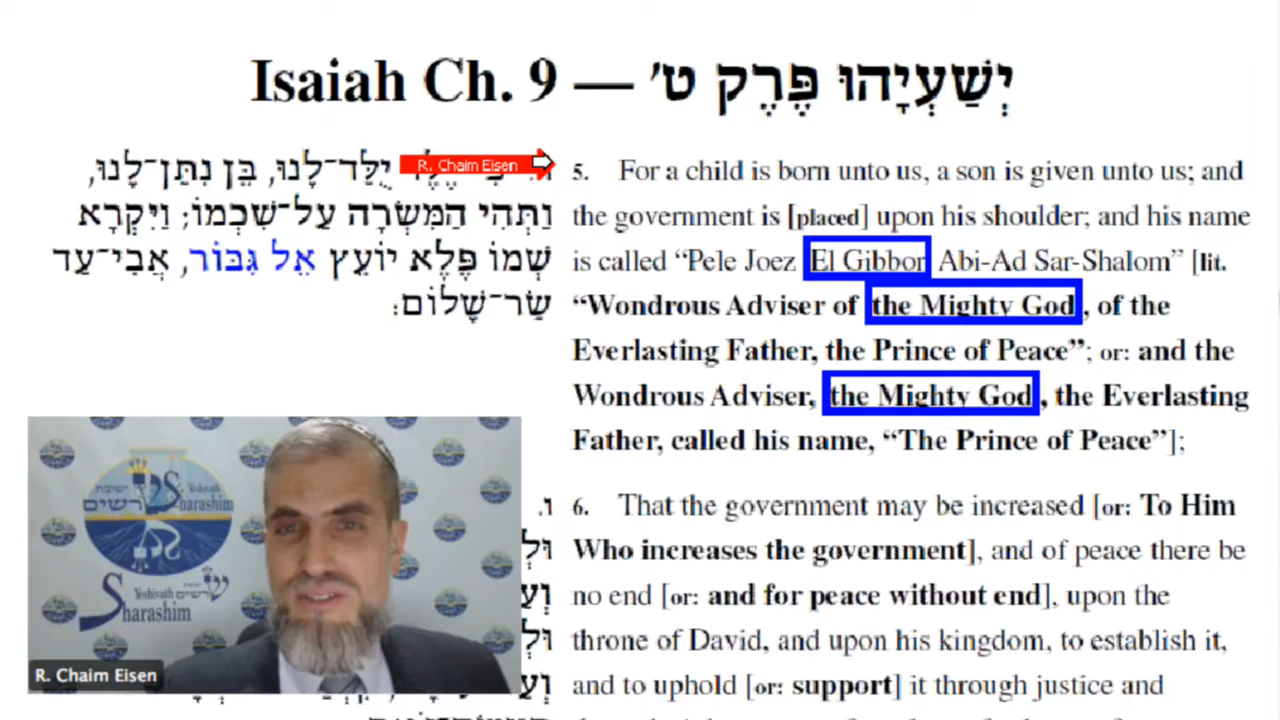 Isaiah Ch. 9 — יְשַׁעְיָהוּ פֶּרֶק ט׳
יֻלַּד־לָנוּ, בֵּן נִתַּן־לָנוּ,
וַתְּהִי הַמִּשְׂרָה עַל־שִׁכְמוֹ; וַיִּקְרָא
שְׁמוֹ פֶּלֶא יוֹעֵץ אֵל גִּבּוֹר, אֲבִי־עַד
שַׂר־שָׁלוֹם:
R. Chaim Eisen
5. For a child is born unto us, a son is given unto us; and
the government is [placed] upon his shoulder; and his name
is called “Pele Joez El Gibbor Abi-Ad Sar-Shalom” [lit.
“Wondrous Adviser of the Mighty God, of the
Everlasting Father, the Prince of Peace”; or: and the
Wondrous Adviser, the Mighty God, the Everlasting
Father, called his name, “The Prince of Peace”];
ו.
6. That the government may be increased [or: To Him
Who increases the government], and of peace there be
no end [or: and for peace without end], upon the
throne of David, and upon his kingdom, to establish it,
and to uphold [or: support] it through justice and
ישיבת
שרשים
Yeshivath
Sharashim
Yeshivath ישיבת שרשים
Sharashim
R. Chaim Eisen